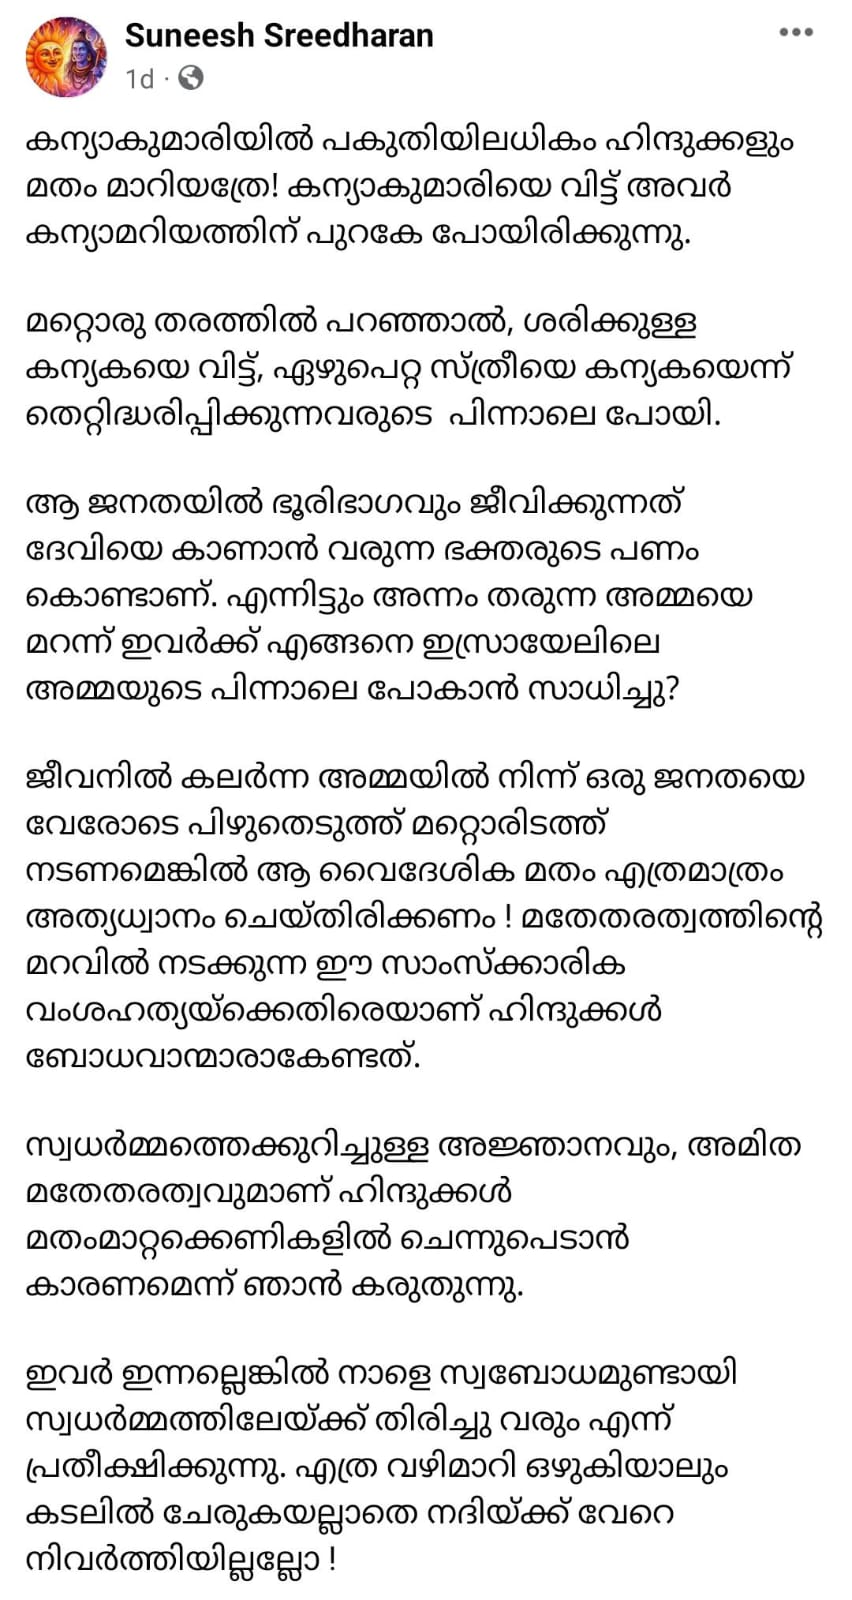 Suneesh Sreedharan
1d ·
കന്യാകുമാരിയിൽ പകുതിയിലധികം ഹിന്ദുക്കളും
മതം മാറിയത്രേ! കന്യാകുമാരിയെ വിട്ട് അവർ
കന്യാമറിയത്തിന് പുറകേ പോയിരിക്കുന്നു.
മറ്റൊരു തരത്തിൽ പറഞ്ഞാൽ, ശരിക്കുള്ള
കന്യകയെ വിട്ട്, ഏഴുപെറ്റ സ്ത്രീയെ കന്യകയെന്ന്
തെറ്റിദ്ധരിപ്പിക്കുന്നവരുടെ പിന്നാലെ പോയി.
ആ ജനതയിൽ ഭൂരിഭാഗവും ജീവിക്കുന്നത്
ദേവിയെ കാണാൻ വരുന്ന ഭക്തരുടെ പണം
കൊണ്ടാണ്. എന്നിട്ടും അന്നം തരുന്ന അമ്മയെ
മറന്ന് ഇവർക്ക് എങ്ങനെ ഇസ്രായേലിലെ
അമ്മയുടെ പിന്നാലെ പോകാൻ സാധിച്ചു?
ജീവനിൽ കലർന്ന അമ്മയിൽ നിന്ന് ഒരു ജനതയെ
വേരോടെ പിഴുതെടുത്ത് മറ്റൊരിടത്ത്
നടണമെങ്കിൽ ആ വൈദേശിക മതം എത്രമാത്രം
അത്യധ്വാനം ചെയ്തിരിക്കണം ! മതേതരത്വത്തിന്റെ
മറവിൽ നടക്കുന്ന ഈ സാംസ്ക്കാരിക
വംശഹത്യയ്ക്കെതിരെയാണ് ഹിന്ദുക്കൾ
ബോധവാന്മാരാകേണ്ടത്.
സ്വധർമ്മത്തെക്കുറിച്ചുള്ള അജ്ഞാനവും, അമിത
മതേതരത്വവുമാണ് ഹിന്ദുക്കൾ
മതംമാറ്റക്കെണികളിൽ ചെന്നുപെടാൻ
കാരണമെന്ന് ഞാൻ കരുതുന്നു.
ഇവർ ഇന്നല്ലെങ്കിൽ നാളെ സ്വബോധമുണ്ടായി
സ്വധർമ്മത്തിലേയ്ക്ക് തിരിച്ചു വരും എന്ന്
പ്രതീക്ഷിക്കുന്നു. എത്ര വഴിമാറി ഒഴുകിയാലും
കടലിൽ ചേരുകയല്ലാതെ നദിയ്ക്ക് വേറെ
നിവർത്തിയില്ലല്ലോ !